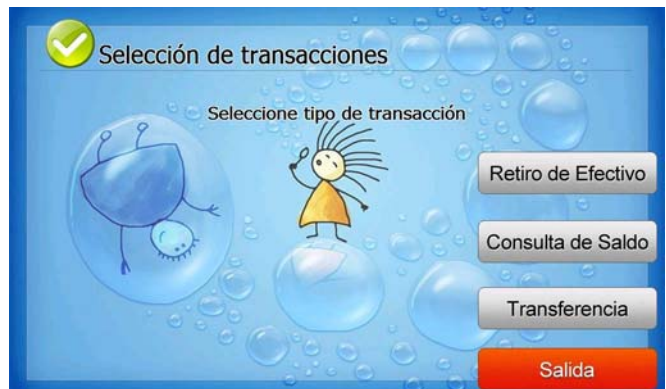 Selección de transacciones
Seleccione tipo de transacción
Retiro de Efectivo
Consulta de Saldo
Transferencia
Salida